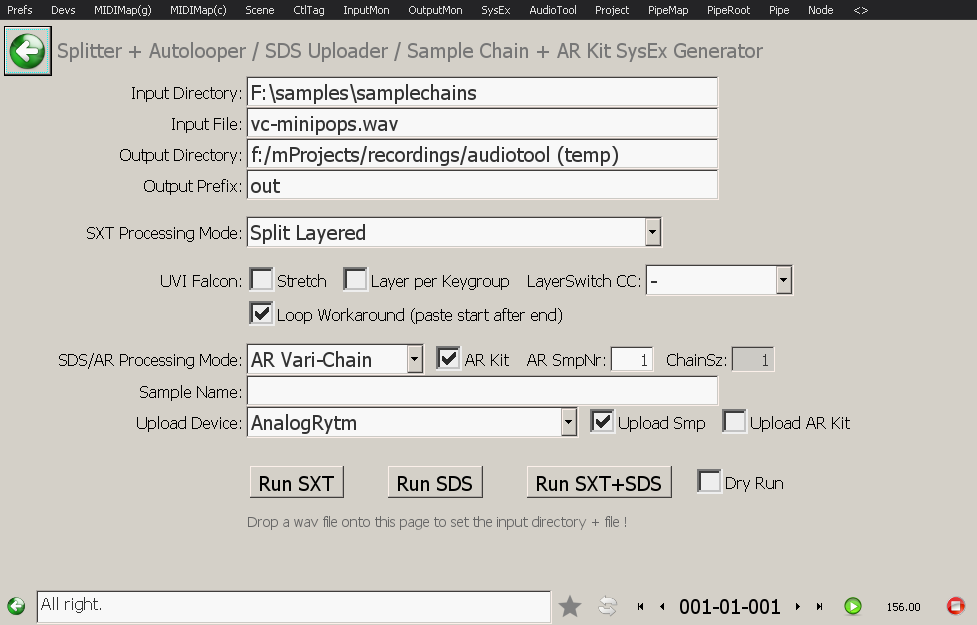 Prefs Devs MIDIMap(g) MIDIMap(c) Scene CtlTag InputMon OutputMon SysEx AudioTool Project PipeMap PipeRoot Pipe Node <>
Splitter + Autolooper / SDS Uploader / Sample Chain + AR Kit SysEx Generator
Input Directory: F:\samples\samplechains
Input File: vc-minipops.wav
Output Directory: f:/mProjects/recordings/audiotool (temp)
Output Prefix: out
SXT Processing Mode: Split Layered
UVI Falcon: Stretch Layer per Keygroup LayerSwitch CC: -
Loop Workaround (paste start after end)
SDS/AR Processing Mode: AR Vari-Chain AR Kit AR SmpNr: 1 ChainSz: 1
Sample Name:
Upload Device: AnalogRytm Upload Smp Upload AR Kit
Run SXT Run SDS Run SXT+SDS Dry Run
Drop a wav file onto this page to set the input directory + file !
All right. 001-01-001 156.00